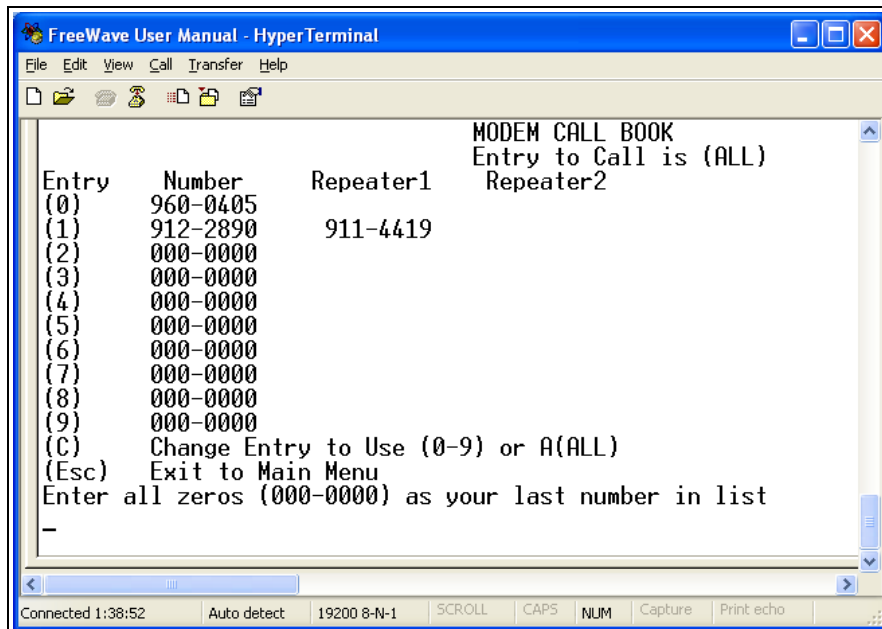 FreeWave User Manual - HyperTerminal
File Edit View Call Transfer Help
MODEM CALL BOOK
Entry to Call is (ALL)
Entry Number Repeater1 Repeater2
(0) 960-0405
(1) 912-2890 911-4419
(2) 000-0000
(3) 000-0000
(4) 000-0000
(5) 000-0000
(6) 000-0000
(7) 000-0000
(8) 000-0000
(9) 000-0000
(C) Change Entry to Use (0-9) or A(ALL)
(Esc) Exit to Main Menu
Enter all zeros (000-0000) as your last number in list
Connected 1:38:52 Auto detect 19200 8-N-1 SCROLL CAPS NUM Capture Print echo